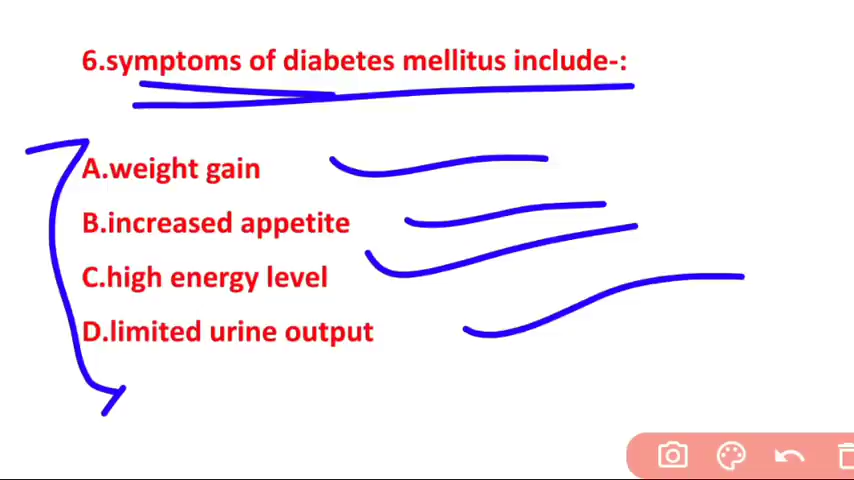 6.symptoms of diabetes mellitus include-:
A.weight gain
B.increased appetite
C.high energy level
D.limited urine output